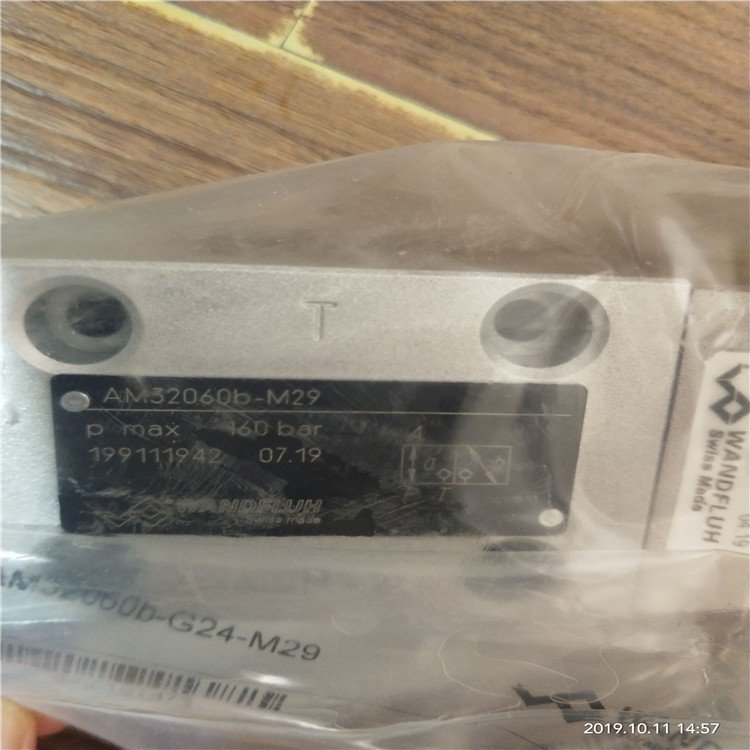 T
AM32060b-M29
p max 160 bar
199111942 07.19
WANDFLUH
Swiss made
WANDFLUH
Swiss Made
04.19
AM32060b-G24-M29
2019.10.11 14:57